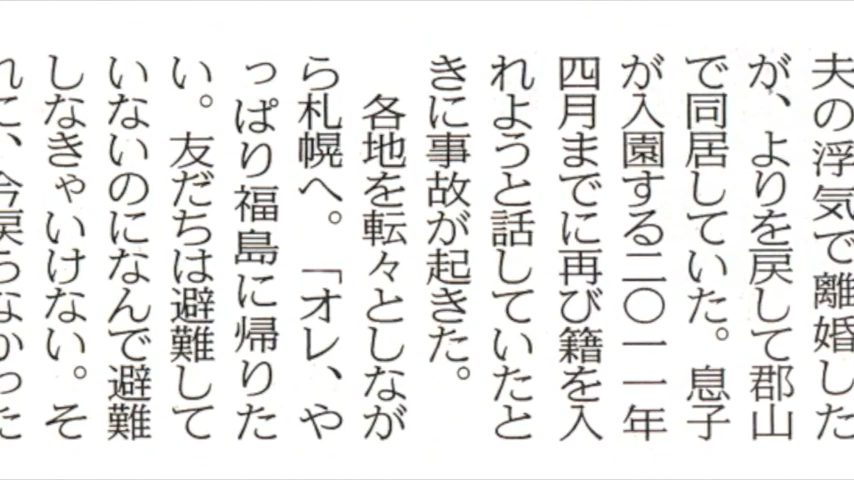 夫の浮気で離婚した
が、よりを戻して郡山
で同居していた。息子
が入園する二〇一一年
四月までに再び籍を入
れようと話していたと
きに事故が起きた。
各地を転々としなが
ら札幌へ。「オレ、や
っぱり福島に帰りた
い。友だちは避難して
いないのになんで避難
しなきゃいけない。そ
れに、今戻らなかった